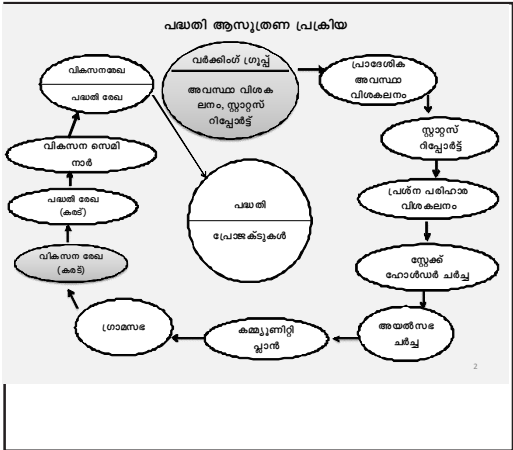 പദ്ധതി ആസൂത്രണ പ്രക്രിയ
വർക്കിംഗ് ഗ്രൂപ്പ്
അവസ്ഥാ വിശക
ലനം, സ്റ്റാറ്റസ്
റിപ്പോർട്ട്
പ്രാദേശിക
അവസ്ഥാ
വിശകലനം
സ്റ്റാറ്റസ്
റിപ്പോർട്ട്
പ്രശ്ന പരിഹാര
വിശകലനം
സ്റ്റേക്ക്
ഹോൾഡർ ചർച്ച
അയൽസഭ
ചർച്ച
കമ്മ്യൂണിറ്റി
പ്ലാൻ
ഗ്രാമസഭ
വികസന രേഖ
(കരട്)
പദ്ധതി രേഖ
(കരട്)
വികസന സെമി
നാർ
വികസനരേഖ
പദ്ധതി രേഖ
പദ്ധതി
പ്രോജക്ടുകൾ
2